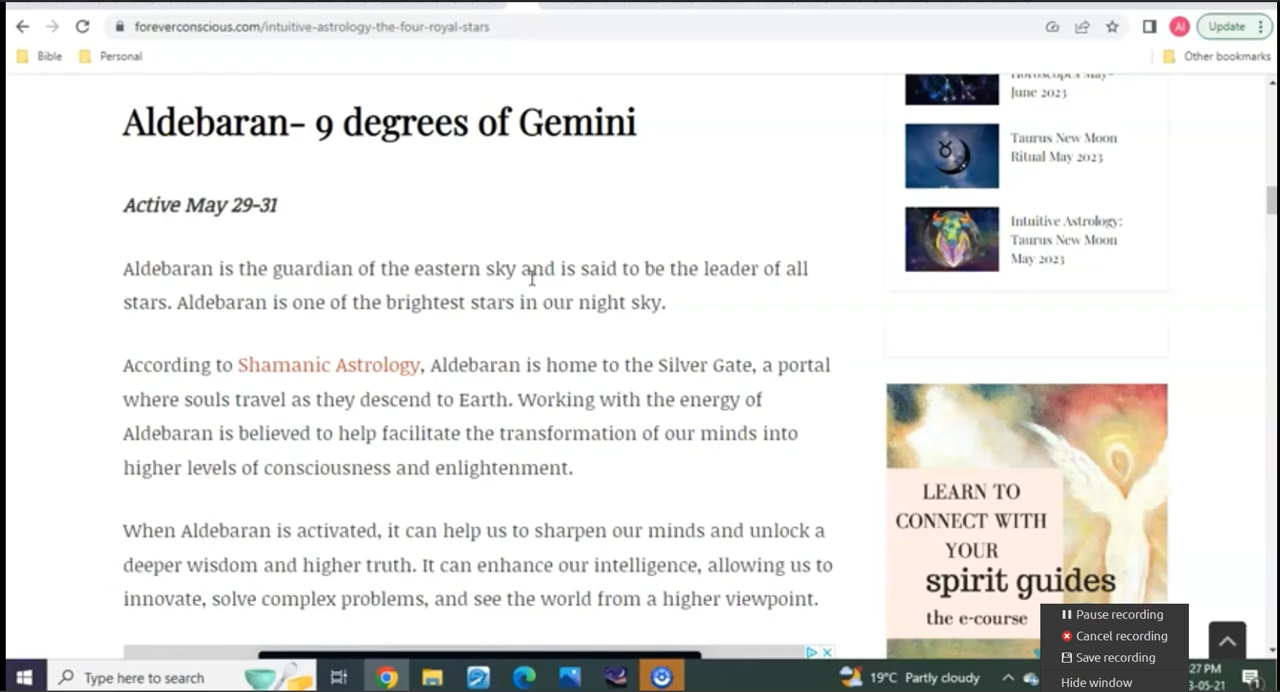 foreverconscious.com/intuitive-astrology-the-four-royal-stars
AI
Update
Bible
Personal
Other bookmarks
Aldebaran- 9 degrees of Gemini
Active May 29-31
Aldebaran is the guardian of the eastern sky and is said to be the leader of all
stars. Aldebaran is one of the brightest stars in our night sky.
According to Shamanic Astrology, Aldebaran is home to the Silver Gate, a portal
where souls travel as they descend to Earth. Working with the energy of
Aldebaran is believed to help facilitate the transformation of our minds into
higher levels of consciousness and enlightenment.
When Aldebaran is activated, it can help us to sharpen our minds and unlock a
deeper wisdom and higher truth. It can enhance our intelligence, allowing us to
innovate, solve complex problems, and see the world from a higher viewpoint.
Horoscopes May-
June 2023
Taurus New Moon
Ritual May 2023
Intuitive Astrology:
Taurus New Moon
May 2023
LEARN TO
CONNECT WITH
YOUR
spirit guides
the e-course
Pause recording
Cancel recording
Save recording
Hide window
Type here to search
19°C Partly cloudy
27 PM
3-05-21
1